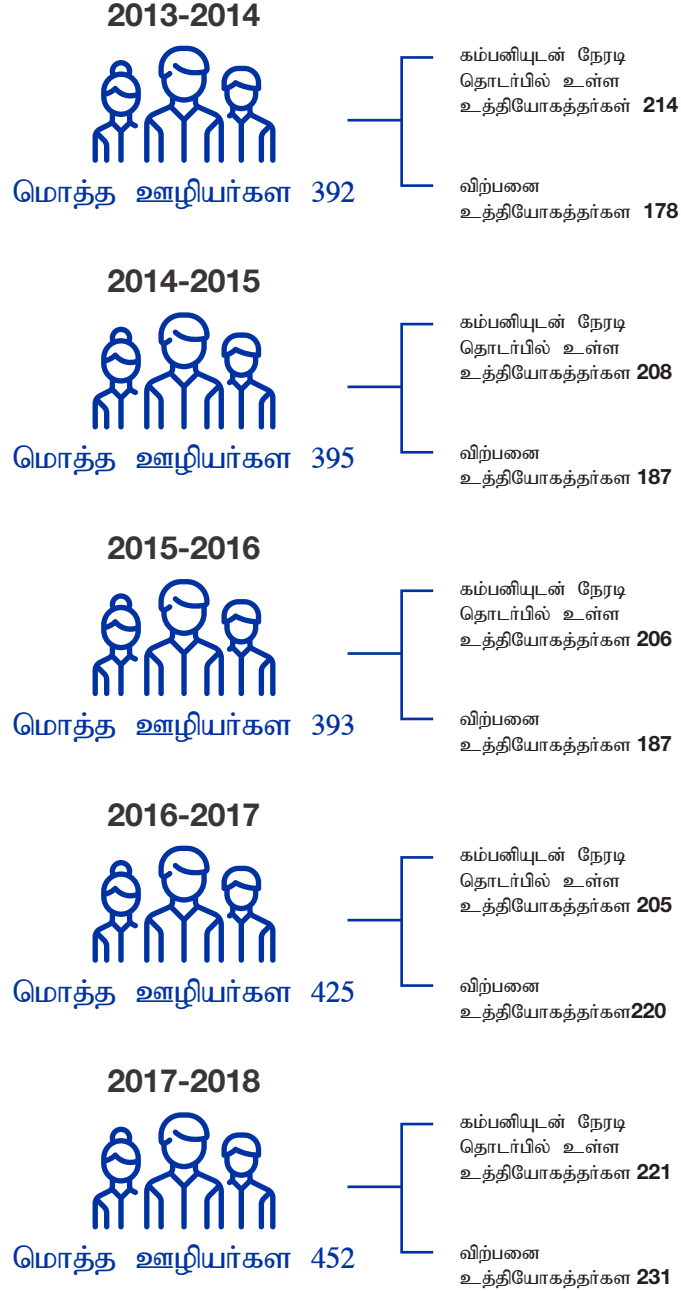 2013-2014
கம்பனியுடன் நேரடி
தொடர்பில் உள்ள
உத்தியோகத்தர்கள் 214
மொத்த ஊழியர்கள 392
விற்பனை
உத்தியோகத்தர்கள 178
2014-2015
கம்பனியுடன் நேரடி
தொடர்பில் உள்ள
உத்தியோகத்தர்கள 208
மொத்த ஊழியர்கள 395
விற்பனை
உத்தியோகத்தர்கள 187
2015-2016
கம்பனியுடன் நேரடி
தொடர்பில் உள்ள
உத்தியோகத்தர்கள 206
மொத்த ஊழியர்கள 393
விற்பனை
உத்தியோகத்தர்கள 187
2016-2017
கம்பனியுடன் நேரடி
தொடர்பில் உள்ள
உத்தியோகத்தர்கள 205
மொத்த ஊழியர்கள 425
விற்பனை
உத்தியோகத்தர்கள220
2017-2018
கம்பனியுடன் நேரடி
தொடர்பில் உள்ள
உத்தியோகத்தர்கள 221
மொத்த ஊழியர்கள 452
விற்பனை
உத்தியோகத்தர்கள 231